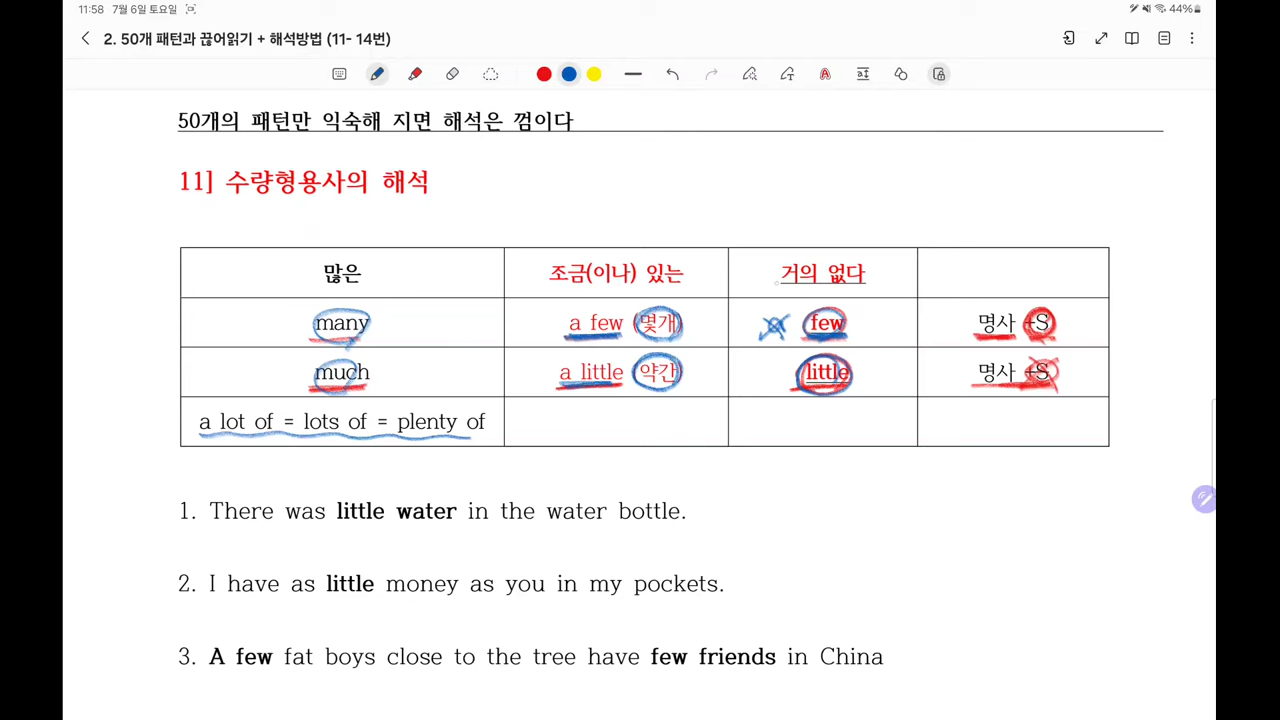 11:58 7월 6일 토요일 44%
2. 50개 패턴과 끊어읽기 + 해석방법 (11- 14번)
50개의 패턴만 익숙해 지면 해석은 껌이다
11] 수량형용사의 해석
많은 조금(이나) 있는 거의 없다
many a few (몇개) a few 명사 +S
much a little 약간 little 명사 +S
a lot of = lots of = plenty of
1. There was little water in the water bottle.
2. I have as little money as you in my pockets.
3. A few fat boys close to the tree have few friends in China